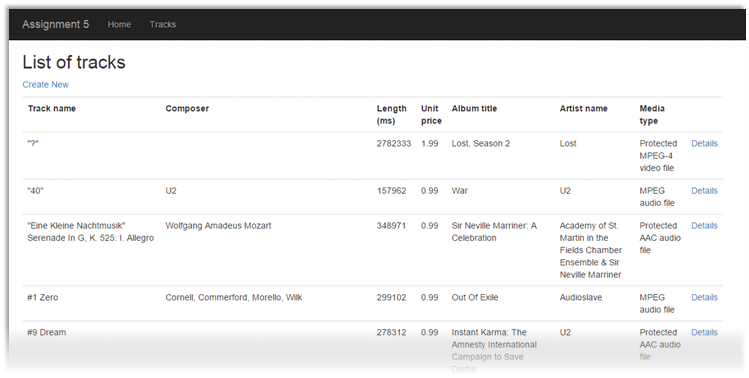 Assignment 5 Home Tracks
List of tracks
Create New
Track name Composer Length (ms) Unit price Album title Artist name Media type
"?" 2782333 1.99 Lost, Season 2 Lost Protected MPEG-4 video file Details
"40" U2 157962 0.99 War U2 MPEG audio file Details
"Eine Kleine Nachtmusik" Serenade In G, K. 525: I. Allegro Wolfgang Amadeus Mozart 348971 0.99 Sir Neville Marriner: A Celebration Academy of St. Martin in the Fields Chamber Ensemble & Sir Neville Marriner Protected AAC audio file Details
#1 Zero Cornell, Commerford, Morello, Wilk 299102 0.99 Out Of Exile Audioslave MPEG audio file Details
#9 Dream 278312 0.99 Instant Karma: The Amnesty International Campaign to Save Darfur U2 Protected AAC audio file Details